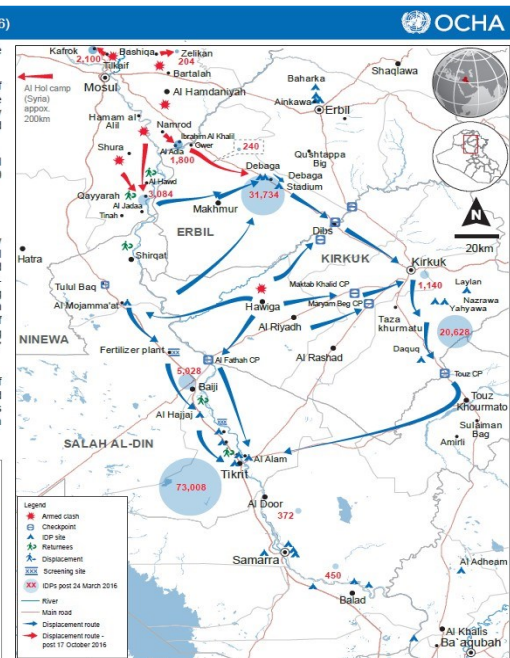 6)
OCHA
Kafrok
Bashiqa
Zelikan
2,100
Tilkaif
204
Bartalah
Mosul
Al Hol camp
(Syria)
appox.
200km
Al Hamdaniyah
Shaqlawa
Baharka
Ainkawa
Erbil
Hamam al
Alil
Namrod
Ibrahim Al Khalil
Gwer
Al Adla
1,800
240
Shura
Qushtappa
Big
Debaga
Debaga
Stadium
31,734
Al Hawd
3,084
Qayyarah
Al Jadaa
Tinah
Makhmur
ERBIL
Dibs
N
20km
KIRKUK
Kirkuk
1,140
Hatra
Shirqat
Tulul Baq
Al Mojamma'at
Maktab Khalid CP
Hawiga
Maryam Beg CP
Al Riyadh
Laylan
Nazrawa
Yahyawa
Taza
khurmatu
20,628
NINEWA
Fertilizer plant
Al Fathah CP
Al Rashad
Daquq
Touz CP
5,028
Baiji
Touz
Khourmato
Al Hajjaj
Sulaiman
Bag
Amirli
SALAH AL-DIN
Al Alam
Tikrit
73,008
Al Door
372
Samarra
450
Balad
Al Adheam
Al Khalis
Ba`aqubah
Legend
Armed clash
Checkpoint
IDP site
Returnees
Displacement
XXX Screening site
XX IDPs post 24 March 2016
River
Main road
Displacement route
Displacement route -
post 17 October 2016